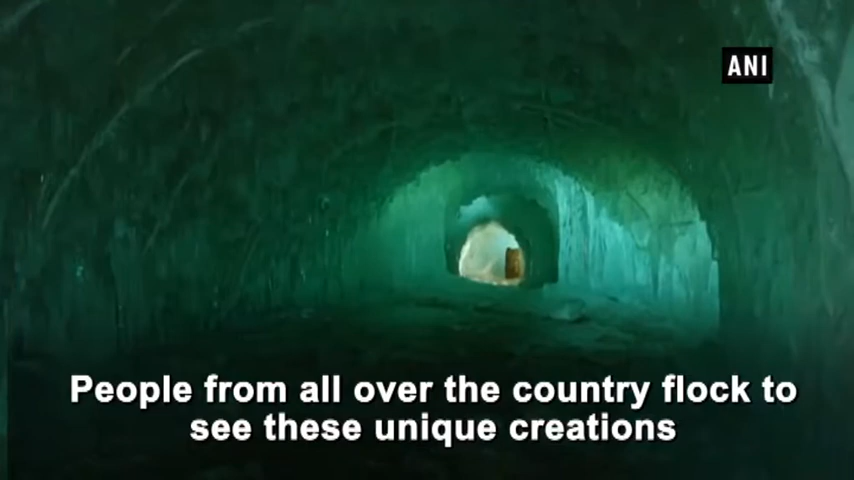 ANI
People from all over the country flock to
see these unique creations